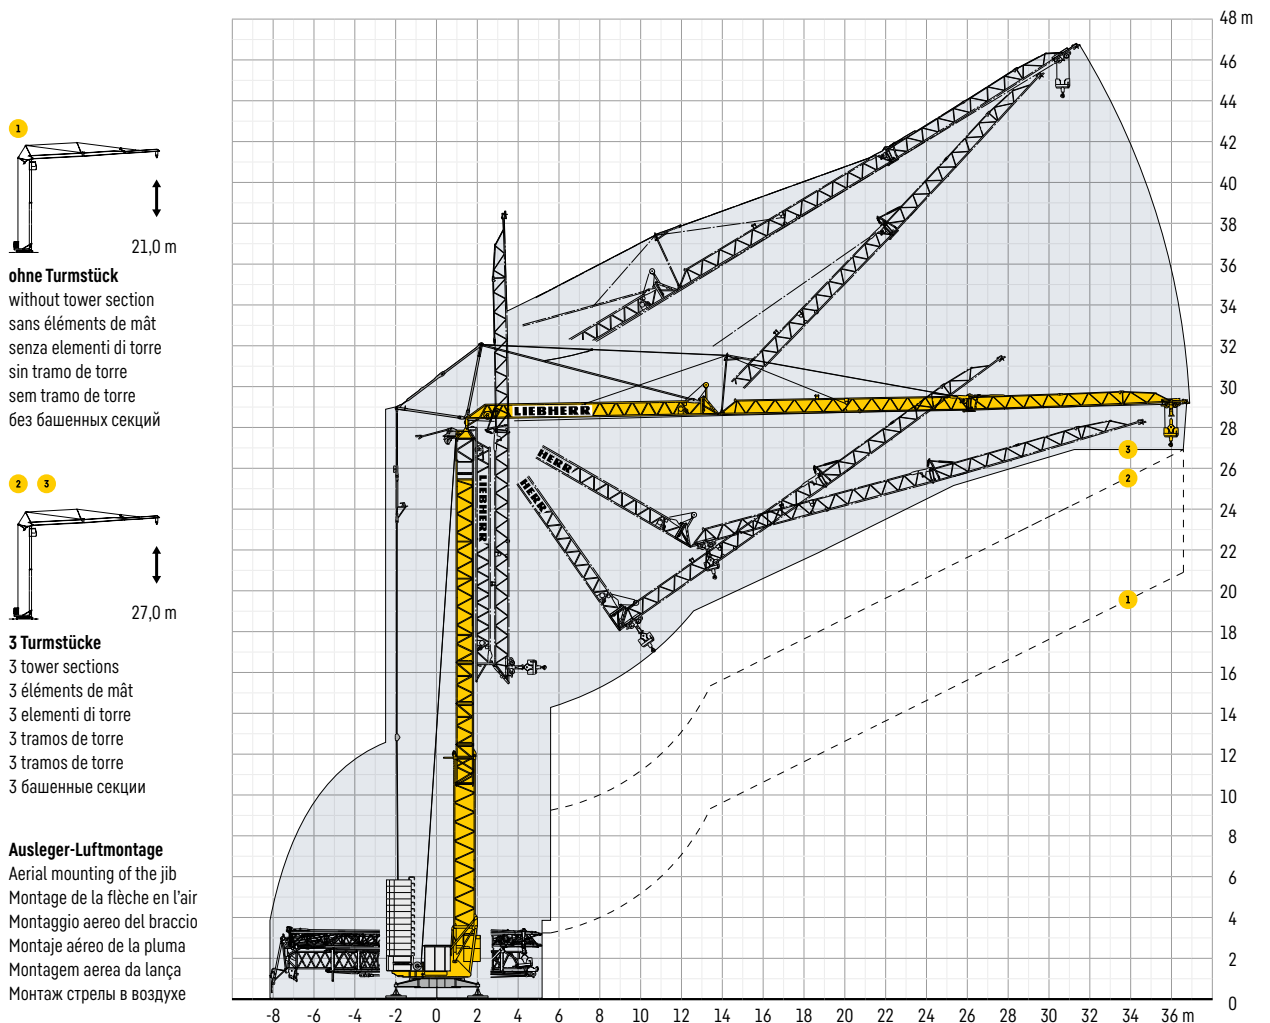 1
21,0 m
ohne Turmstück
without tower section
sans éléments de mât
senza elementi di torre
sin tramo de torre
sem tramo de torre
без башенных секций
2 3
27,0 m
3 Turmstücke
3 tower sections
3 éléments de mât
3 elementi di torre
3 tramos de torre
3 tramos de torre
3 башенные секции
Ausleger-Luftmontage
Aerial mounting of the jib
Montage de la flèche en l'air
Montaggio aereo del braccio
Montaje aéreo de la pluma
Montagem aerea da lança
Монтаж стрелы в воздухе
LIEBHERR
LIEBHERR
HERR
HERR
3
2
1
48 m
46
44
42
40
38
36
34
32
30
28
26
24
22
20
18
16
14
12
10
8
6
4
2
0
-8 -6 -4 -2 0 2 4 6 8 10 12 14 16 18 20 22 24 26 28 30 32 34 36 m